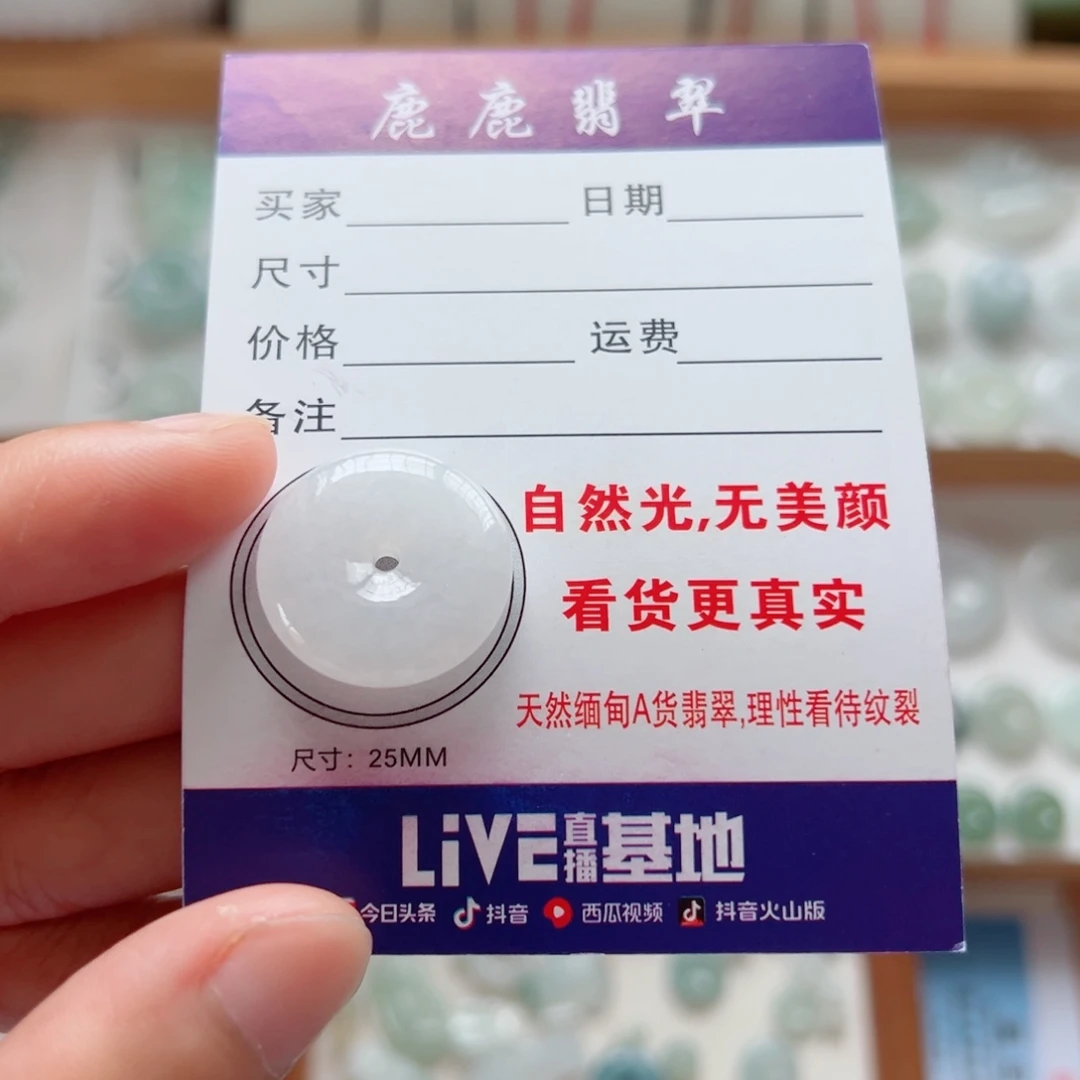 鹿鹿翡翠
买家 日期
尺寸
价格 运费
备注
自然光,无美颜
看货更真实
天然缅甸A货翡翠,理性看待纹裂
尺寸：25MM
LiVE直播基地
今日头条 抖音 西瓜视频 抖音火山版